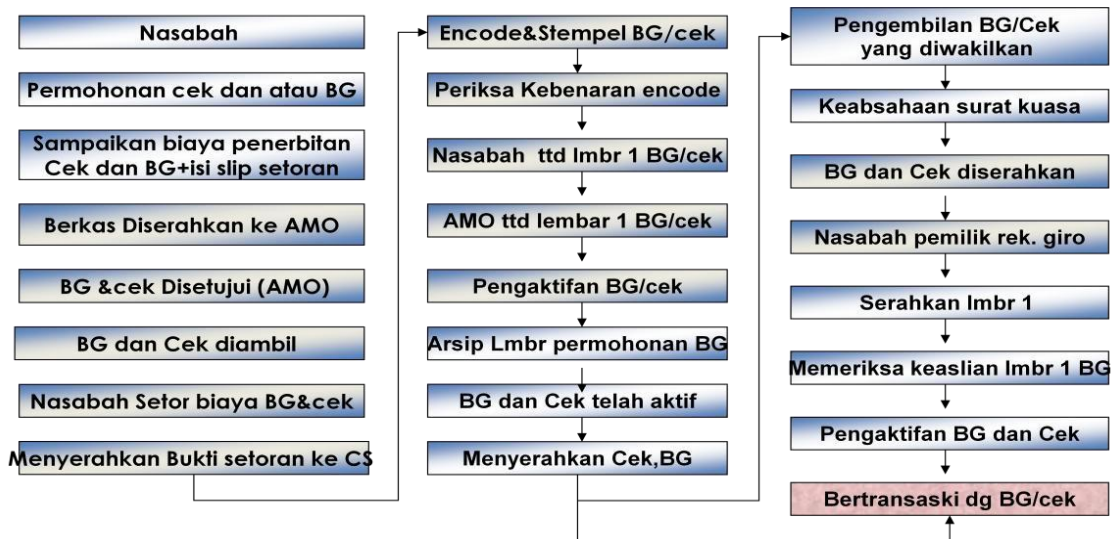 Nasabah
Permohonan cek dan atau BG
Sampaikan biaya penerbitan
Cek dan BG+isi slip setoran
Berkas Diserahkan ke AMO
BG &cek Disetujui (AMO)
BG dan Cek diambil
Nasabah Setor biaya BG&cek
Menyerahkan Bukti setoran ke CS
Encode&Stempel BG/cek
Periksa Kebenaran encode
Nasabah ttd lmbr 1 BG/cek
AMO ttd lembar 1 BG/cek
Pengaktifan BG/cek
Arsip Lmbr permohonan BG
BG dan Cek telah aktif
Menyerahkan Cek,BG
Pengembilan BG/Cek
yang diwakilkan
Keabsahaan surat kuasa
BG dan Cek diserahkan
Nasabah pemilik rek. giro
Serahkan lmbr 1
Memeriksa keaslian lmbr 1 BG
Pengaktifan BG dan Cek
Bertransaski dg BG/cek